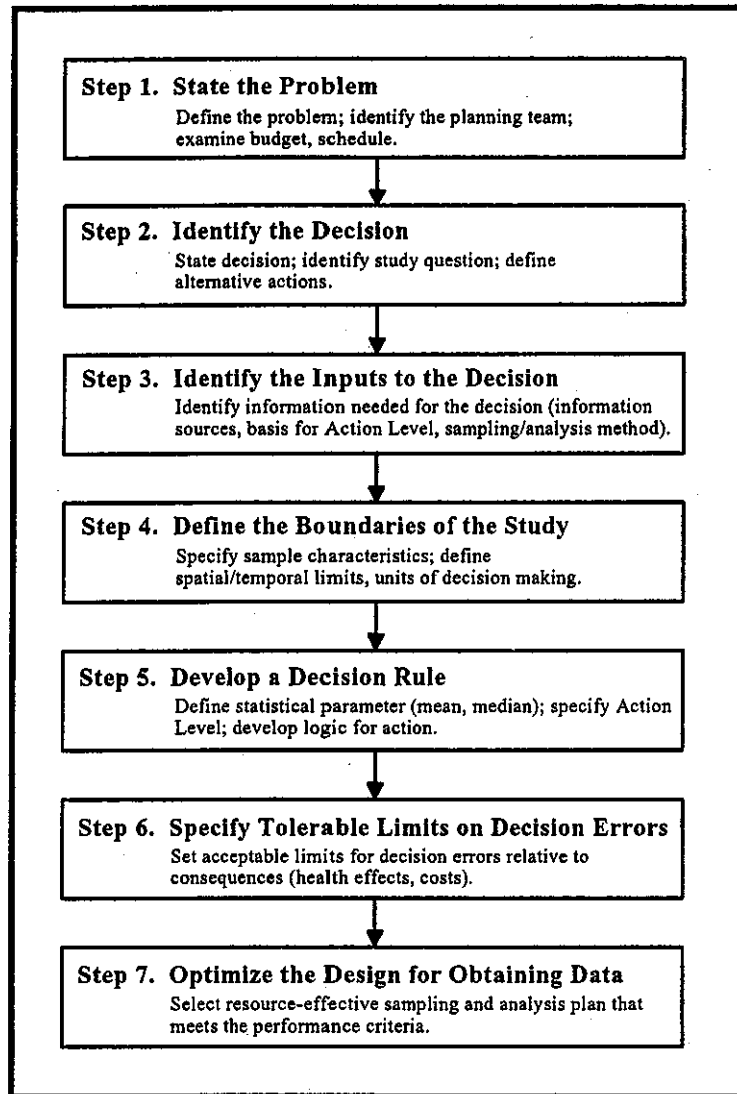 Step 1. State the Problem
Define the problem; identify the planning team;
examine budget, schedule.
Step 2. Identify the Decision
State decision; identify study question; define
alternative actions.
Step 3. Identify the Inputs to the Decision
Identify information needed for the decision (information
sources, basis for Action Level, sampling/analysis method).
Step 4. Define the Boundaries of the Study
Specify sample characteristics; define
spatial/temporal limits, units of decision making.
Step 5. Develop a Decision Rule
Define statistical parameter (mean, median); specify Action
Level; develop logic for action.
Step 6. Specify Tolerable Limits on Decision Errors
Set acceptable limits for decision errors relative to
consequences (health effects, costs).
Step 7. Optimize the Design for Obtaining Data
Select resource-effective sampling and analysis plan that
meets the performance criteria.